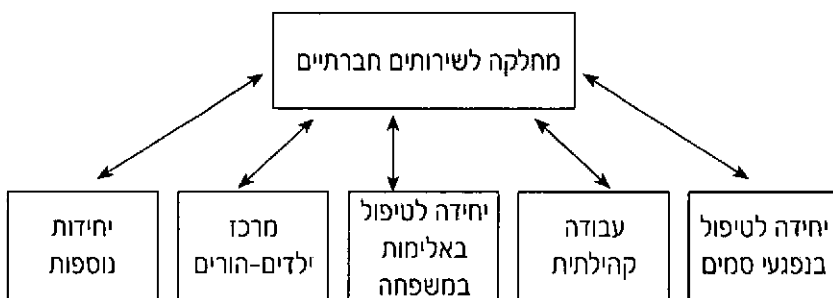 מחלקה לשירותים חברתיים
יחידה לטיפול
בנפגעי סמים
עבודה
קהילתית
יחידה לטיפול
באלימות
במשפחה
מרכז
ילדים-הורים
יחידות
נוספות